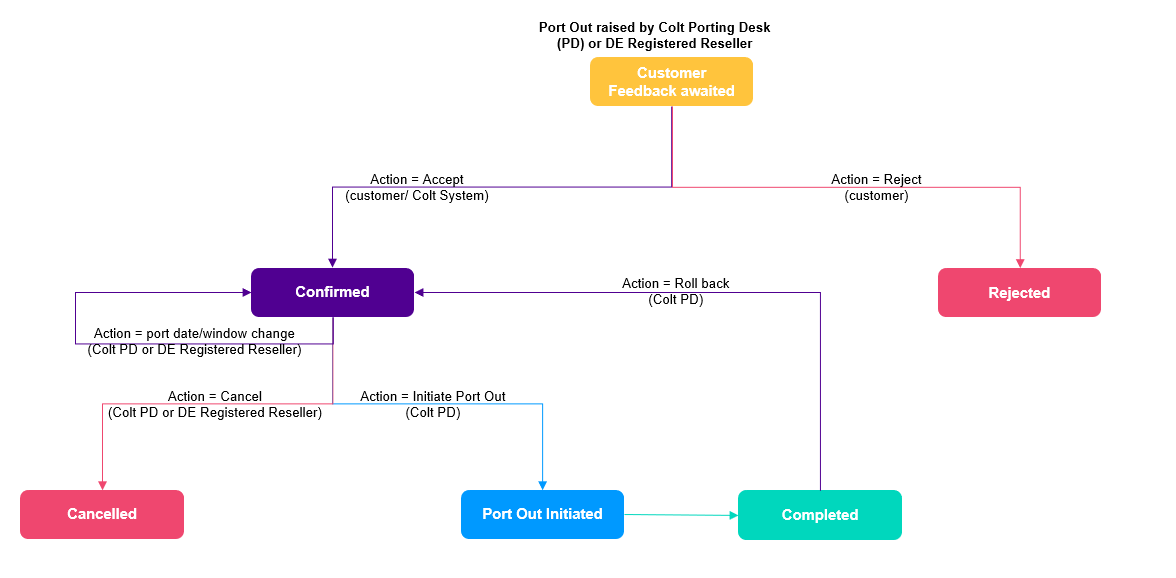 Port Out raised by Colt Porting Desk
(PD) or DE Registered Reseller
Customer
Feedback awaited
Action = Accept
(customer/ Colt System)
Action = Reject
(customer)
Confirmed
Action = Roll back
(Colt PD)
Rejected
Action = port date/window change
(Colt PD or DE Registered Reseller)
Action = Cancel
(Colt PD or DE Registered Reseller)
Action = Initiate Port Out
(Colt PD)
Cancelled
Port Out Initiated
Completed